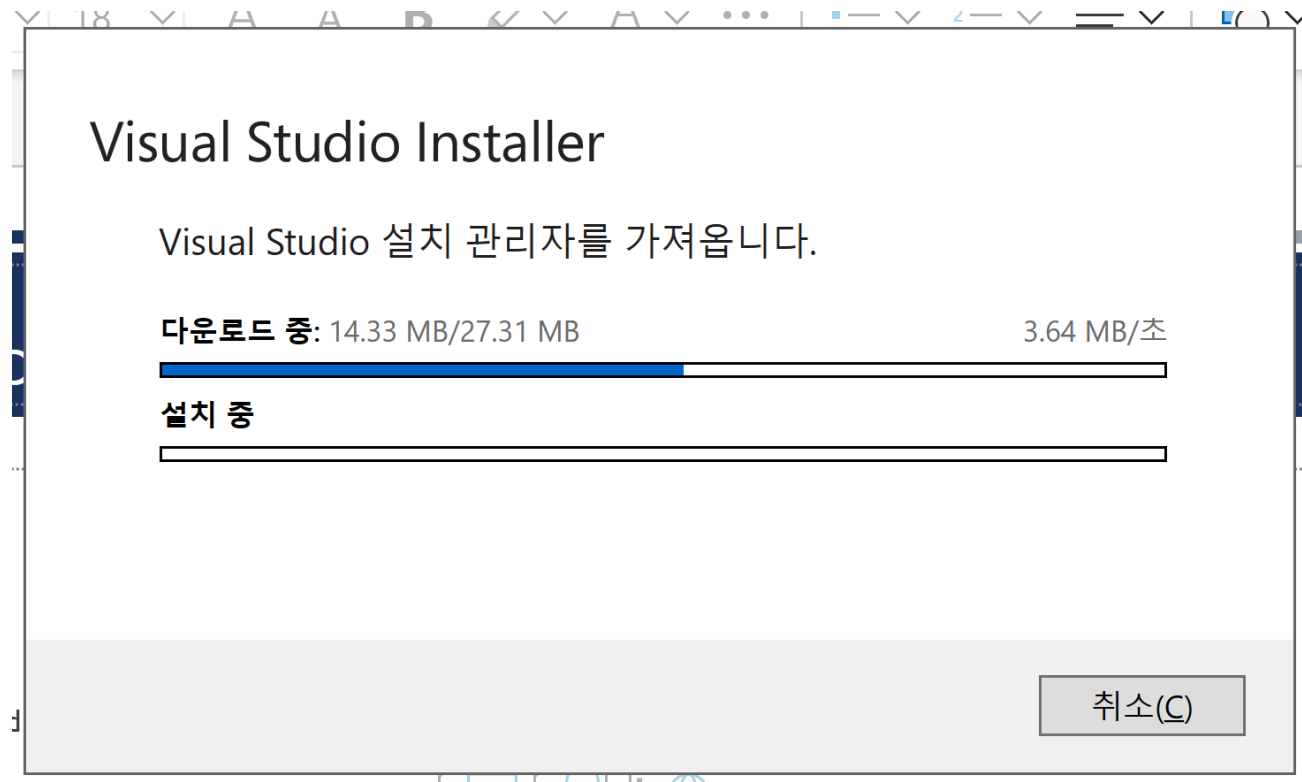 18
Visual Studio Installer
Visual Studio 설치 관리자를 가져옵니다.
다운로드 중: 14.33 MB/27.31 MB 3.64 MB/초
설치 중
취소(C)